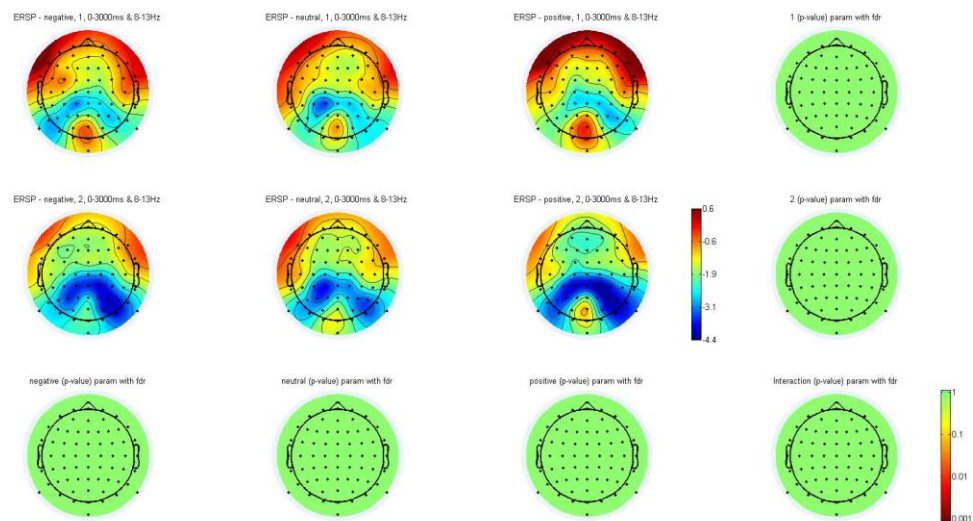 ERSP - negative, 1, 0-3000ms & 8-13Hz
ERSP - neutral, 1, 0-3000ms & 8-13Hz
ERSP - positive, 1, 0-3000ms & 8-13Hz
1 (p-value) param with fdr
ERSP - negative, 2, 0-3000ms & 8-13Hz
ERSP - neutral, 2, 0-3000ms & 8-13Hz
ERSP - positive, 2, 0-3000ms & 8-13Hz
0.6
-0.6
-1.9
-3.1
-4.4
2 (p-value) param with fdr
negative (p-value) param with fdr
neutral (p-value) param with fdr
positive (p-value) param with fdr
Interaction (p-value) param with fdr
1
0.1
0.01
0.001